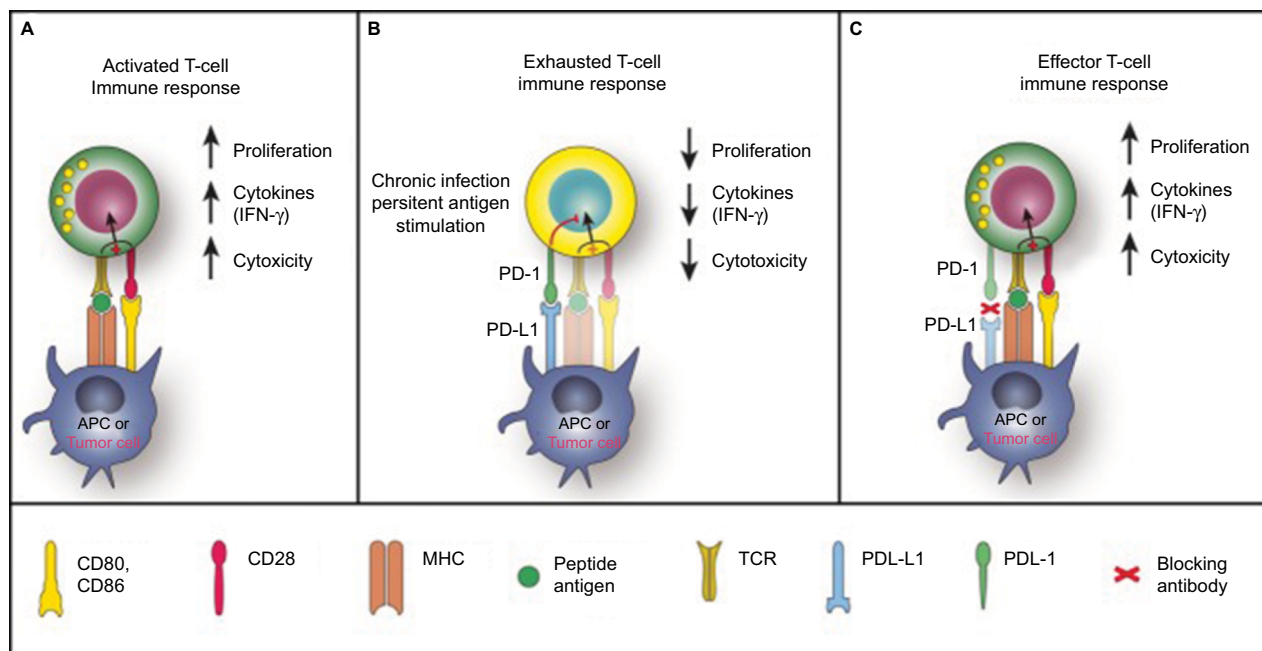 A
Activated T-cell
Immune response
Proliferation
Cytokines
(IFN-γ)
Cytoxicity
APC or
Tumor cell
B
Exhausted T-cell
immune response
Chronic infection
persitent antigen
stimulation
Proliferation
Cytokines
(IFN-γ)
Cytotoxicity
PD-1
PD-L1
APC or
Tumor cell
C
Effector T-cell
immune response
Proliferation
Cytokines
(IFN-γ)
Cytoxicity
PD-1
PD-L1
APC or
Tumor cell
CD80,
CD86
CD28
MHC
Peptide
antigen
TCR
PDL-L1
PDL-1
Blocking
antibody